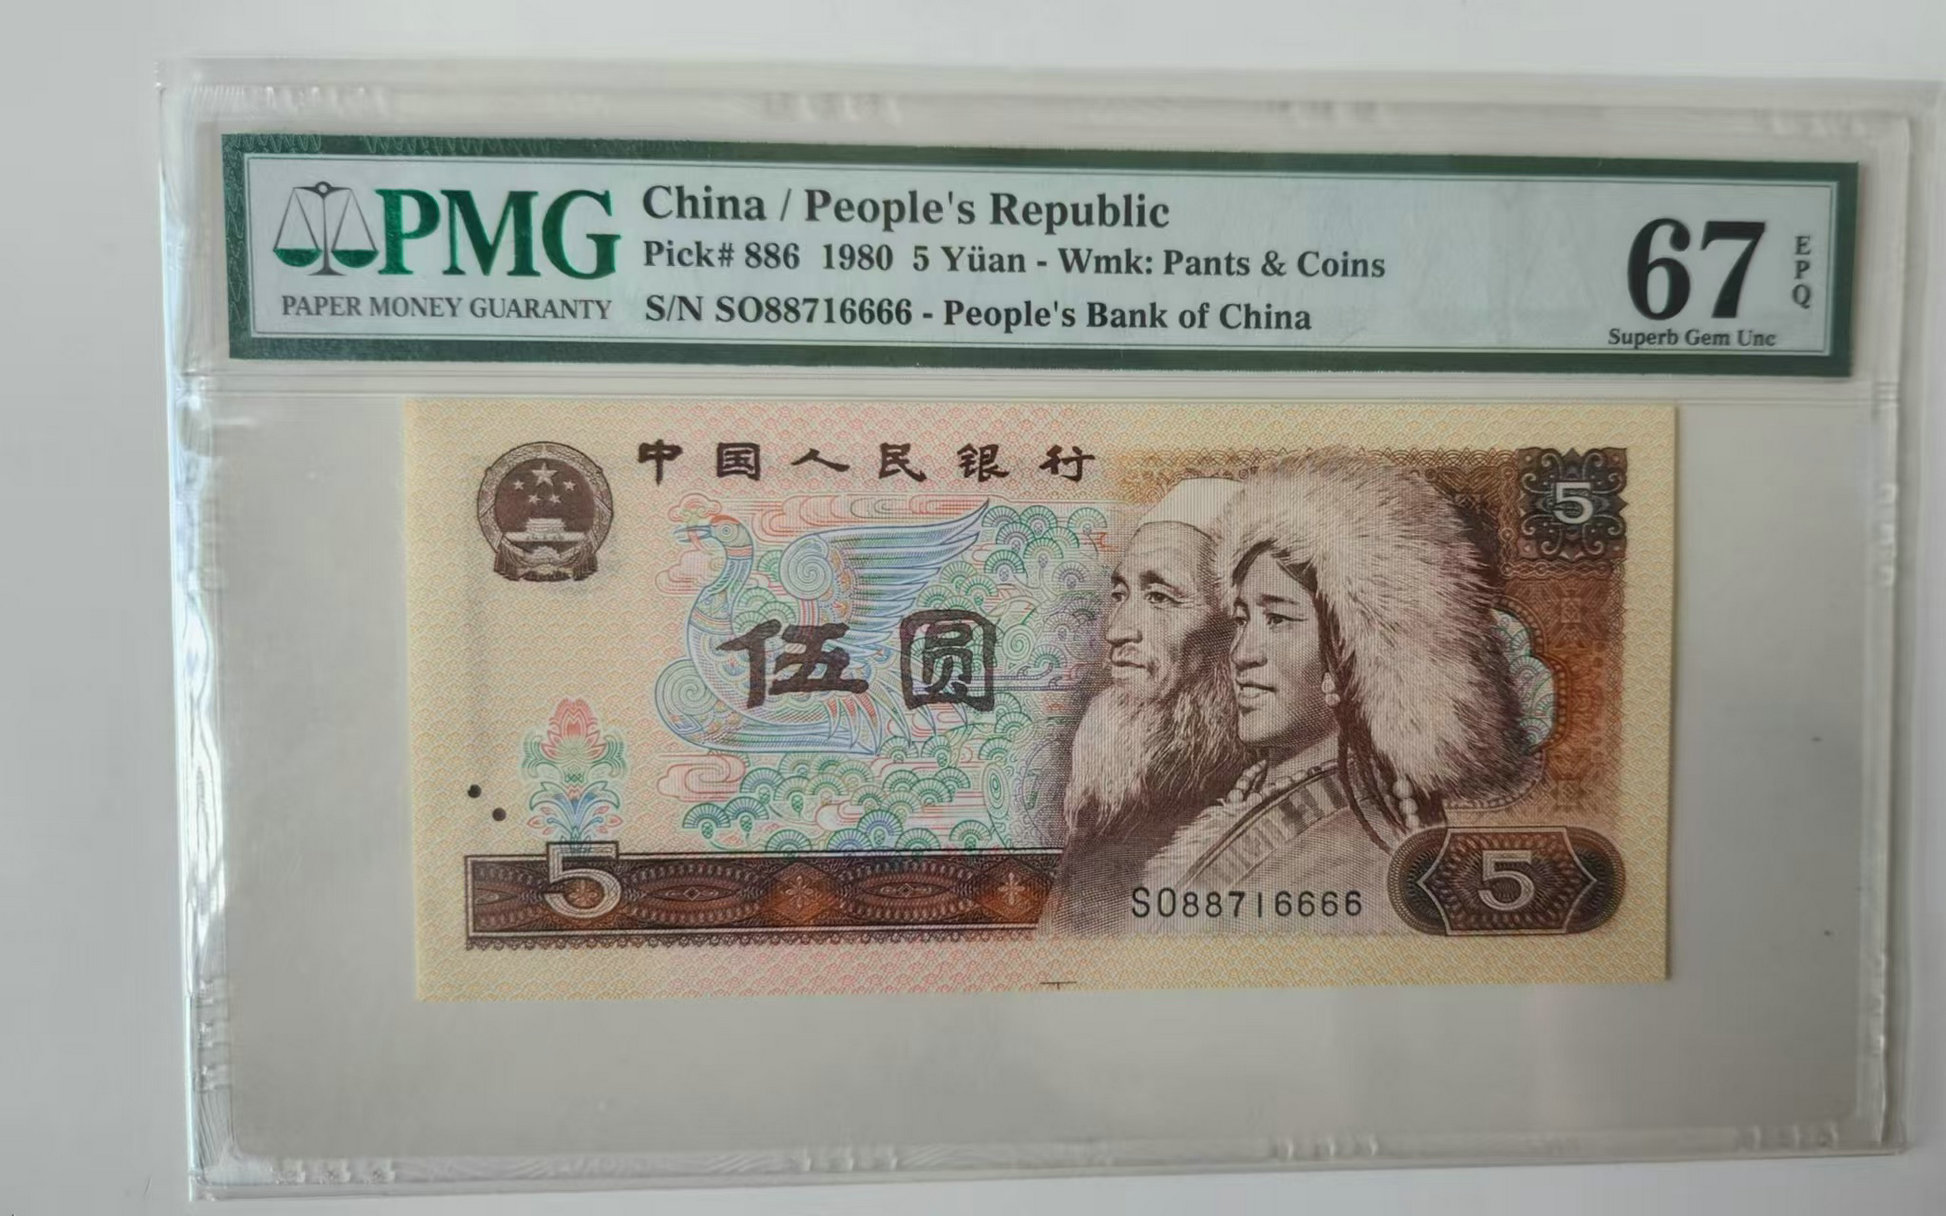 PMG
PAPER MONEY GUARANTY
China / People's Republic
Pick# 886 1980 5 Yüan - Wmk: Pants & Coins
S/N SO88716666 - People's Bank of China
67
EPQ
Superb Gem Unc
中国人民银行
5
伍圆
5
SO88716666
5